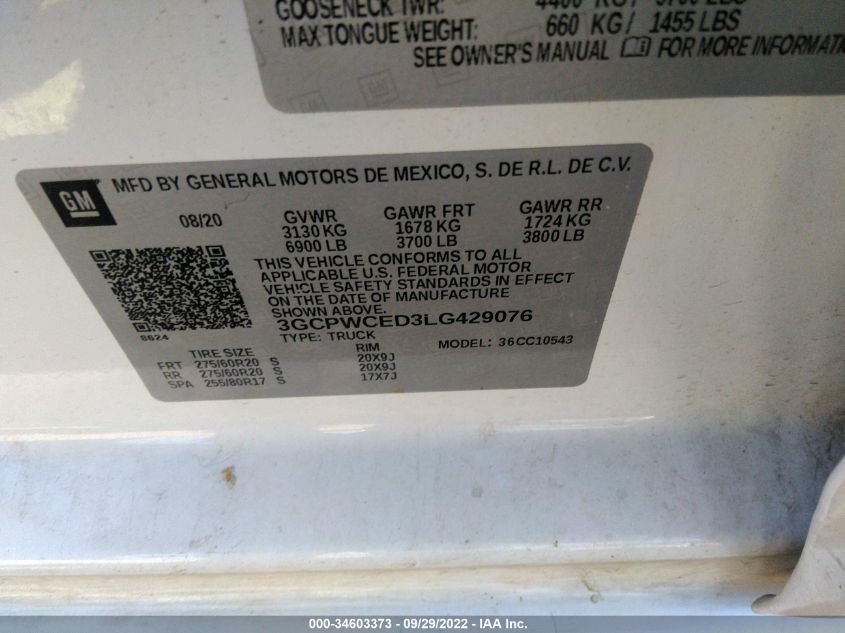 GOOSENECK TWR:
MAX TONGUE WEIGHT: 660 KG/ 1455 LBS
SEE OWNER'S MANUAL FOR MORE INFORMATI
GM MFD BY GENERAL MOTORS DE MEXICO, S. DE R.L. DE C.V.
08/20 GVWR GAWR FRT GAWR RR
3130 KG 1678 KG 1724 KG
6900 LB 3700 LB 3800 LB
THIS VEHICLE CONFORMS TO ALL
APPLICABLE U.S. FEDERAL MOTOR
VEHICLE SAFETY STANDARDS IN EFFECT
ON THE DATE OF MANUFACTURE
SHOWN ABOVE.
3GCPWCED3LG429076
8624 TYPE: TRUCK MODEL: 36CC10543
TIRE SIZE RIM
FRT 275/60R20 S 20X9J
RR 275/60R20 S 20X9J
SPA 255/80R17 S 17X7J
000-34603373 - 09/29/2022 - IAA Inc.